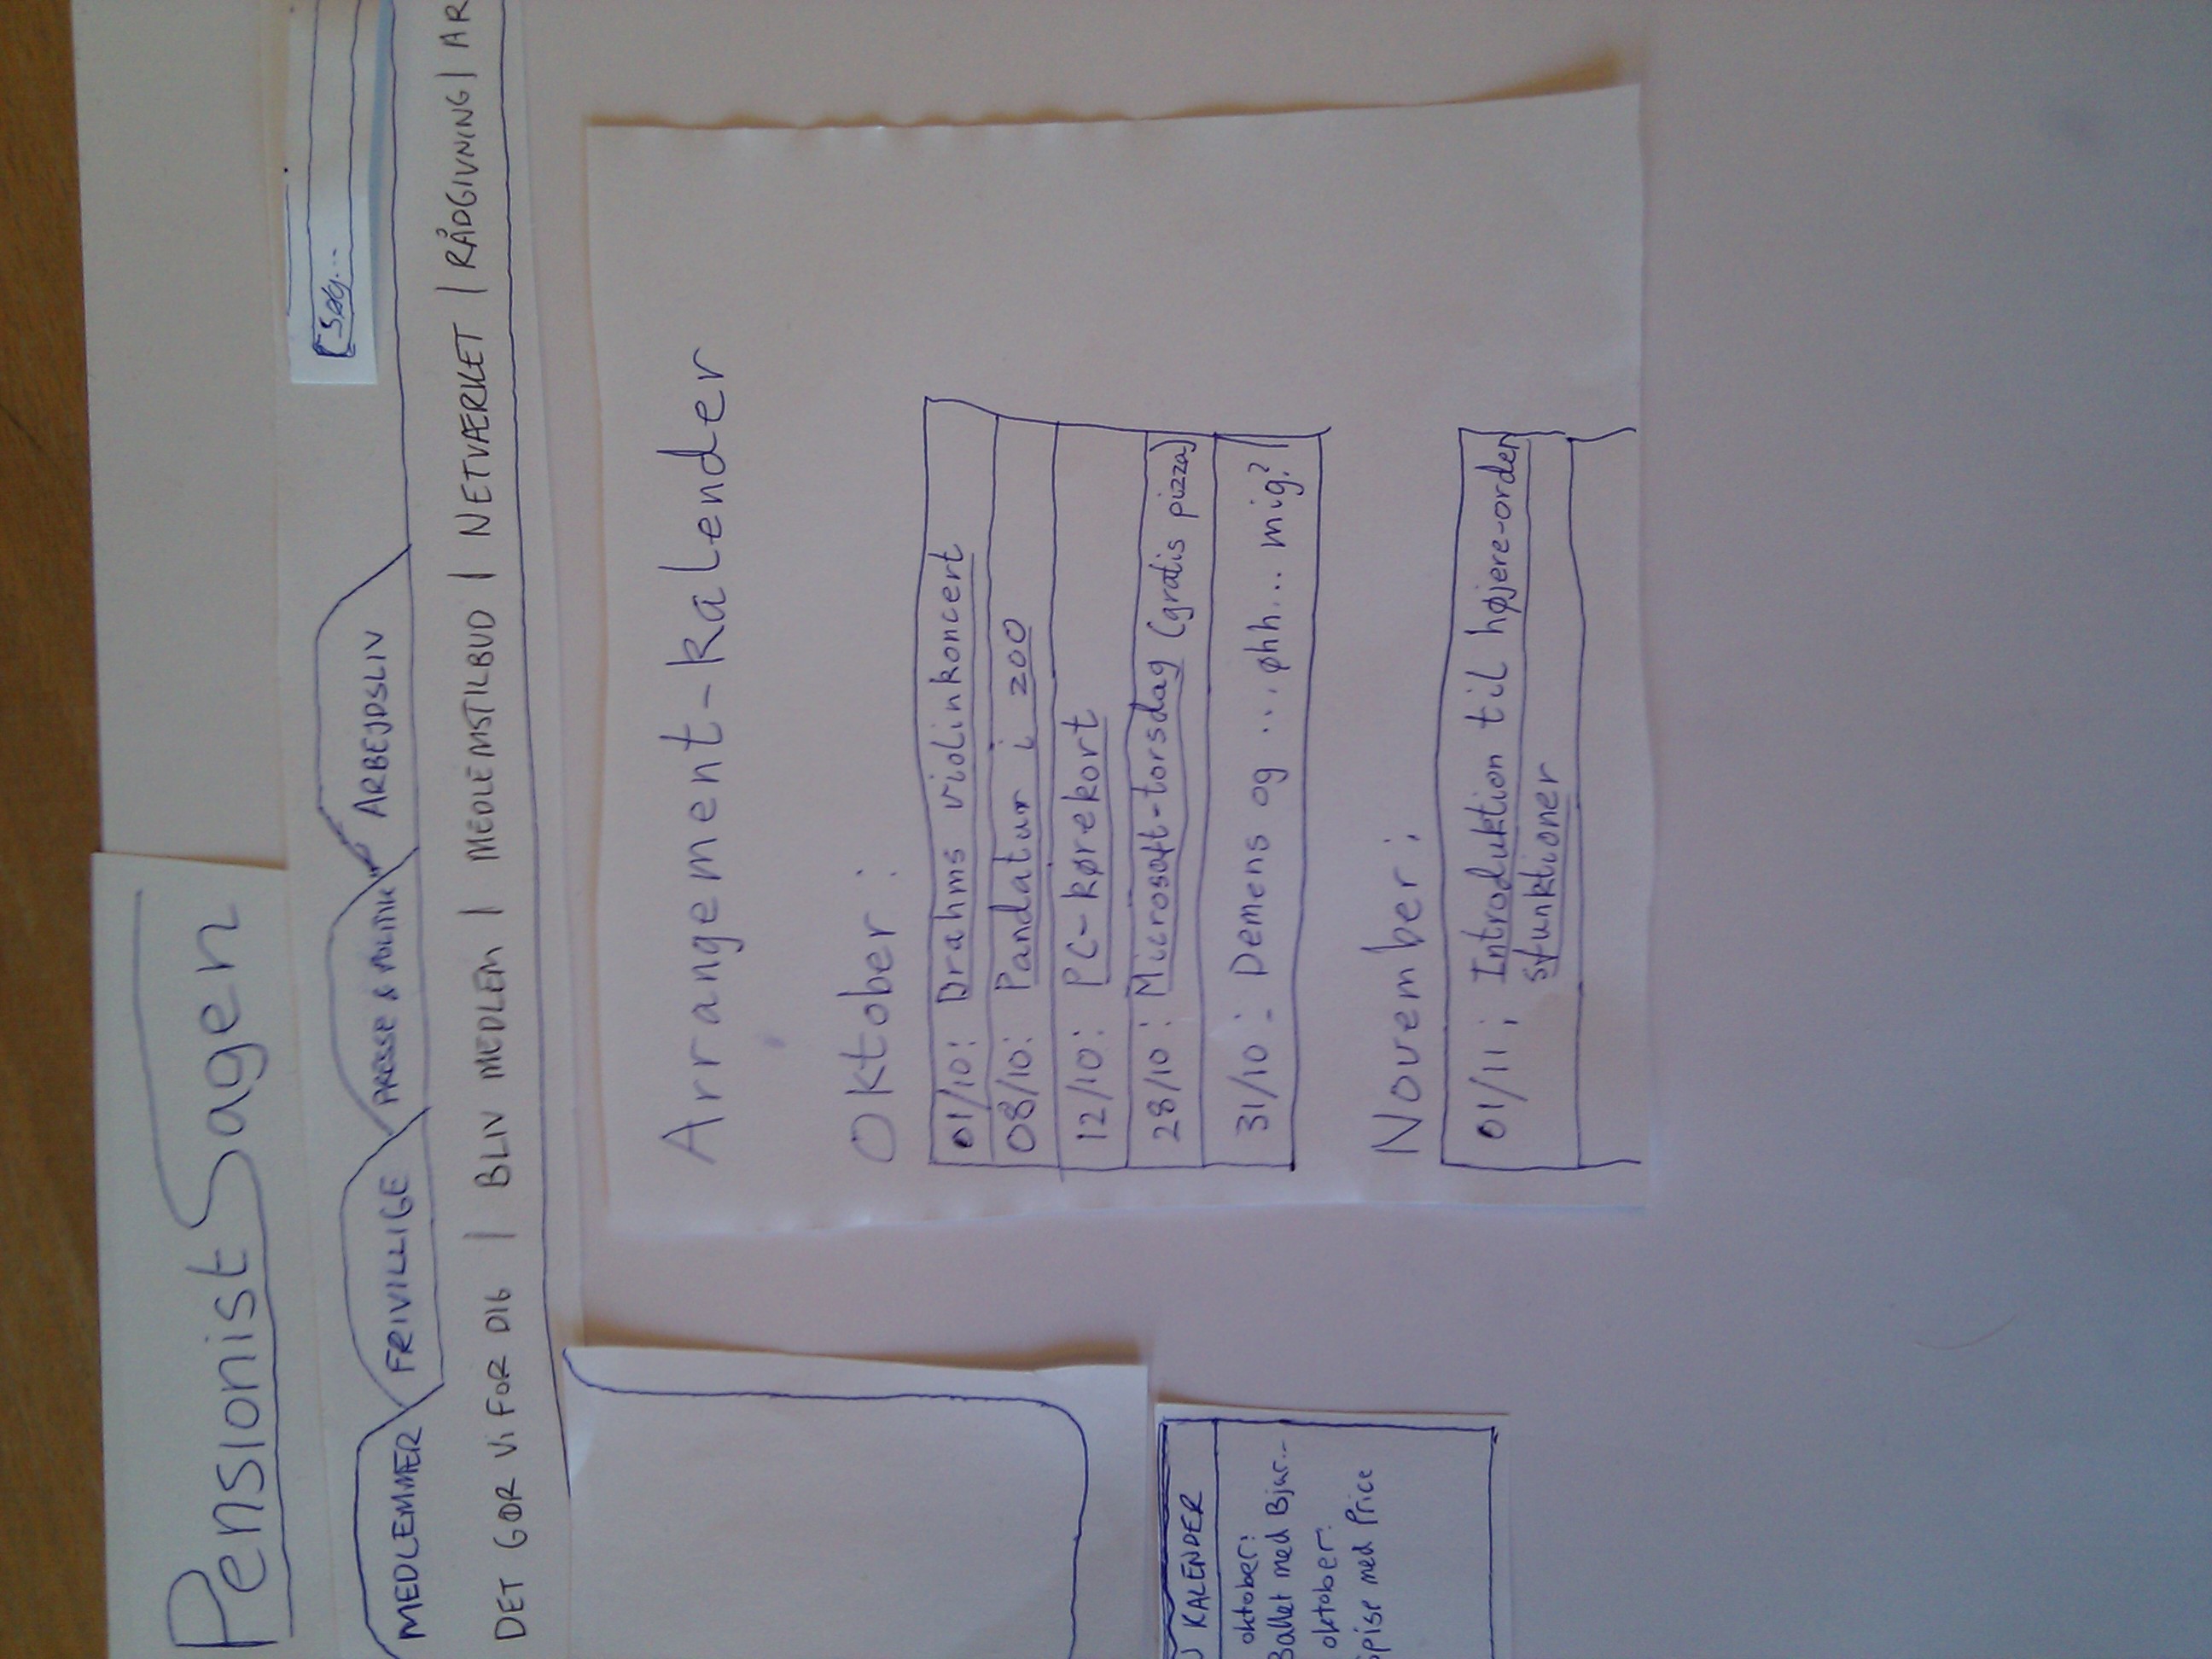 PensionistSagen
Søg...
MEDLEMMER FRIVILLIGE PRESSE & POLITIK ARBEJDSLIV
DET GØR VI FOR DIG | BLIV MEDLEM | MEDLEMSTILBUD | NETVÆRKET | RÅDGIVNING | AR
Arrangement-kalender
Oktober:
01/10: Brahms violinkoncert
08/10: Pandatur i ZOO
12/10: PC-kørekort
28/10: Microsoft-torsdag (gratis pizza)
31/10: Demens og ... øhh... mig?
November:
01/11: Introduktion til højere-orden
sfunktioner
KALENDER
oktober:
Ballet med Bjar...
oktober:
Spise med Price